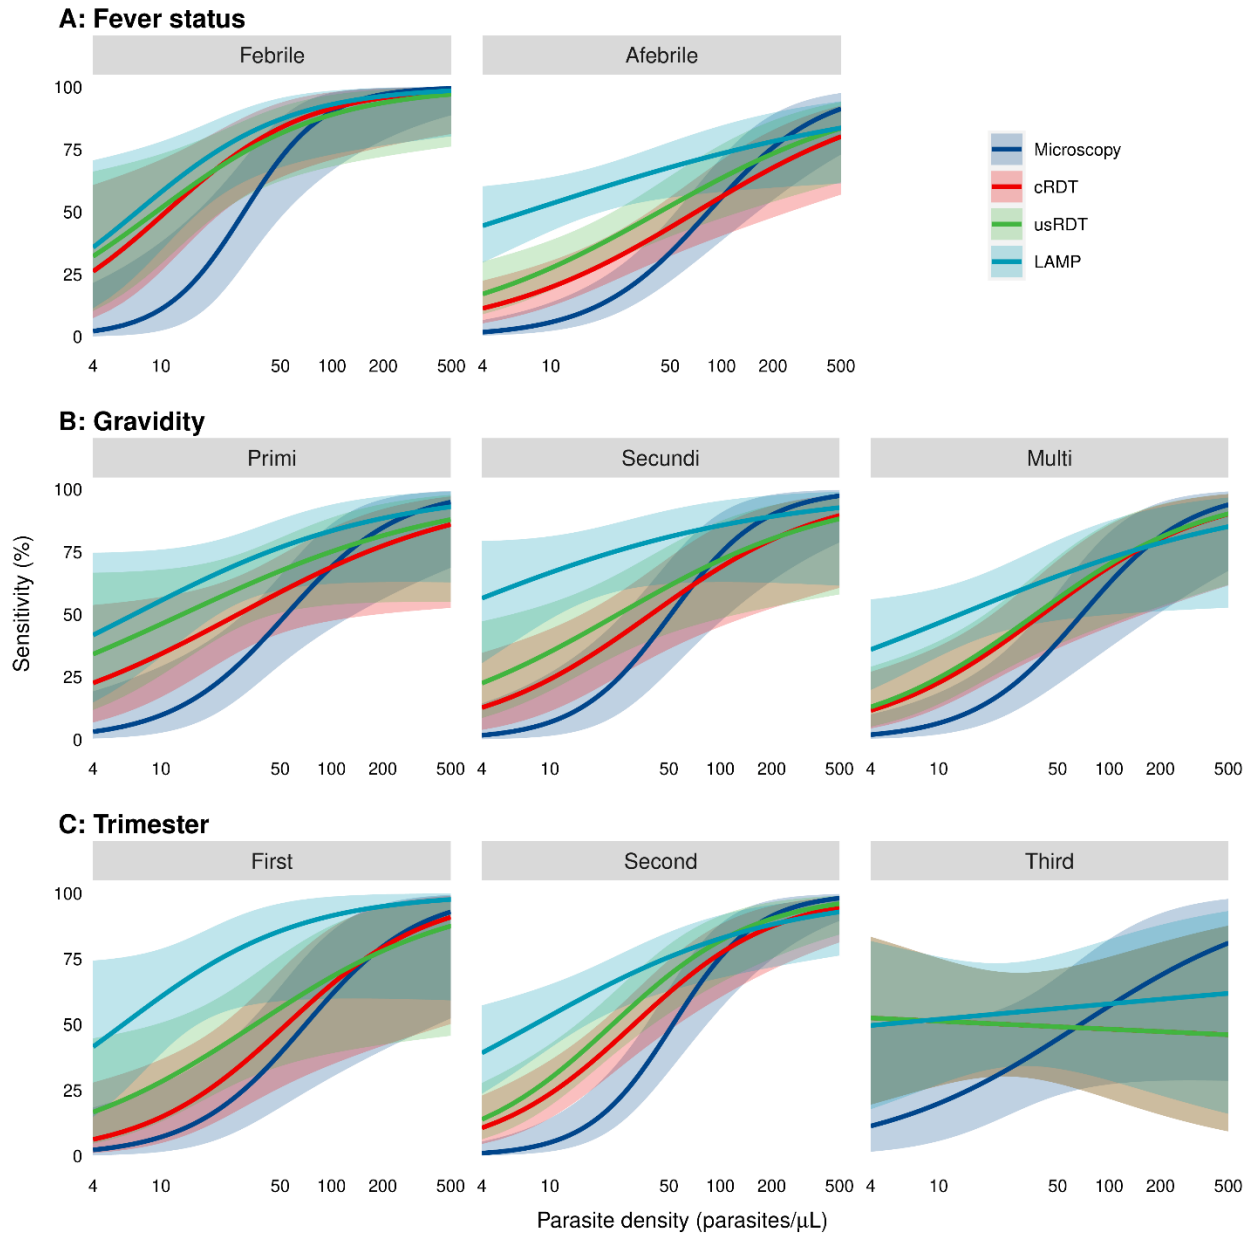 A: Fever status
Febrile
Afebrile
100
75
50
25
0
4 10 50 100 200 500
4 10 50 100 200 500
Microscopy
cRDT
usRDT
LAMP
B: Gravidity
Primi
Secundi
Multi
100
75
50
25
0
4 10 50 100 200 500
4 10 50 100 200 500
4 10 50 100 200 500
Sensitivity (%)
C: Trimester
First
Second
Third
100
75
50
25
0
4 10 50 100 200 500
4 10 50 100 200 500
4 10 50 100 200 500
Parasite density (parasites/μL)